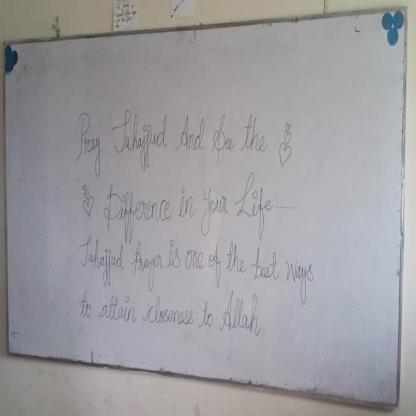 Pray Tahajjud And See the
Difference in Your Life.....
Tahajjud Prayer is one of the best ways
to attain closeness to Allah